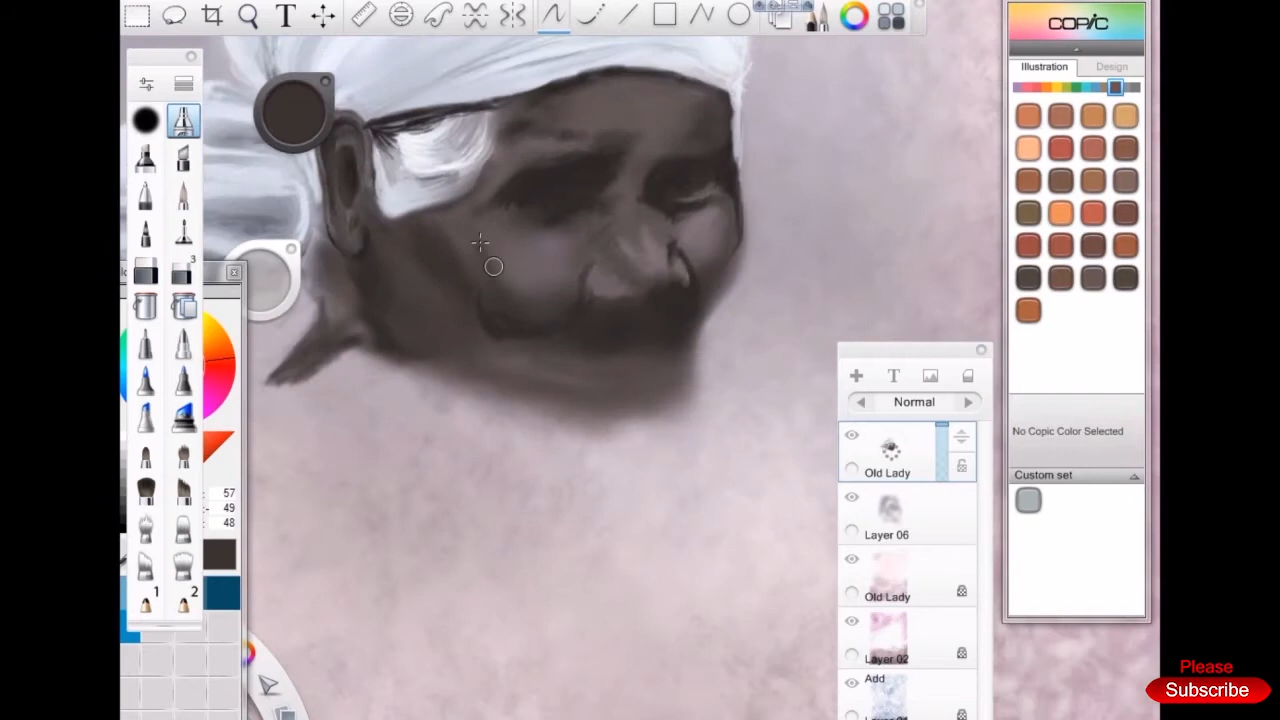 T
COPIC
Illustration
Design
3
No Copic Color Selected
Custom set
T
Normal
Old Lady
Layer 06
Old Lady
Layer 02
Add
57
49
48
1
2
Please
Subscribe